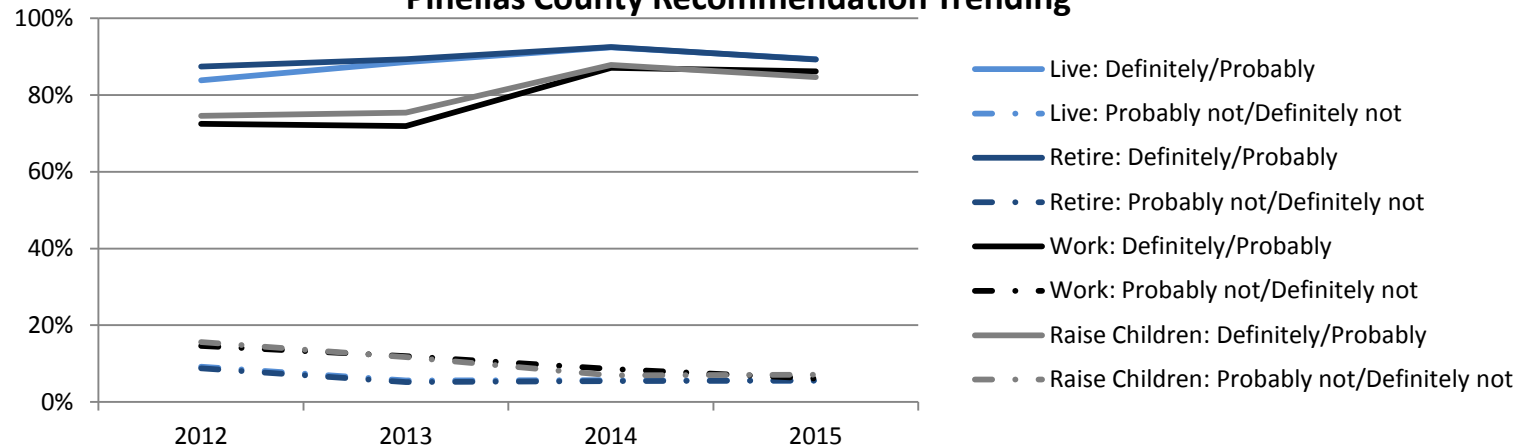 Pinellas County Recommendation Trending
100%
80%
60%
40%
20%
0%
2012 2013 2014 2015
Live: Definitely/Probably
Live: Probably not/Definitely not
Retire: Definitely/Probably
Retire: Probably not/Definitely not
Work: Definitely/Probably
Work: Probably not/Definitely not
Raise Children: Definitely/Probably
Raise Children: Probably not/Definitely not